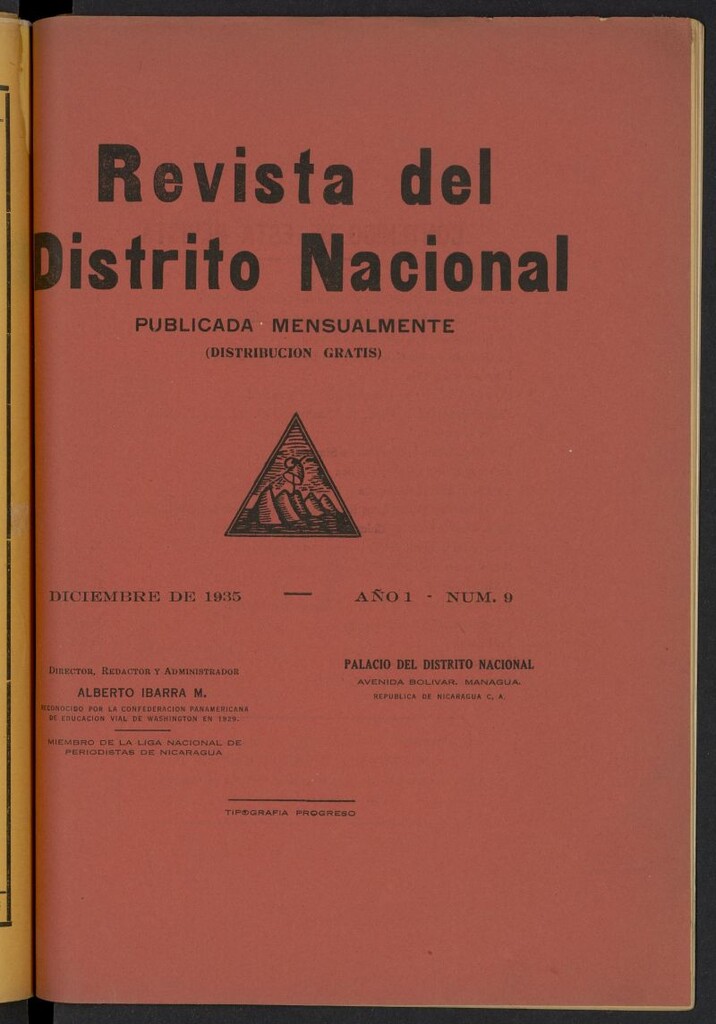 Revista del
Distrito Nacional
PUBLICADA MENSUALMENTE
(DISTRIBUCION GRATIS)
DICIEMBRE DE 1935 — AÑO 1 - NUM. 9
DIRECTOR, REDACTOR Y ADMINISTRADOR
ALBERTO IBARRA M.
RECONOCIDO POR LA CONFEDERACION PANAMERICANA
DE EDUCACION VIAL DE WASHINGTON EN 1929.
MIEMBRO DE LA LIGA NACIONAL DE
PERIODISTAS DE NICARAGUA
PALACIO DEL DISTRITO NACIONAL
AVENIDA BOLIVAR. MANAGUA.
REPUBLICA DE NICARAGUA C. A.
TIPOGRAFIA PROGRESO